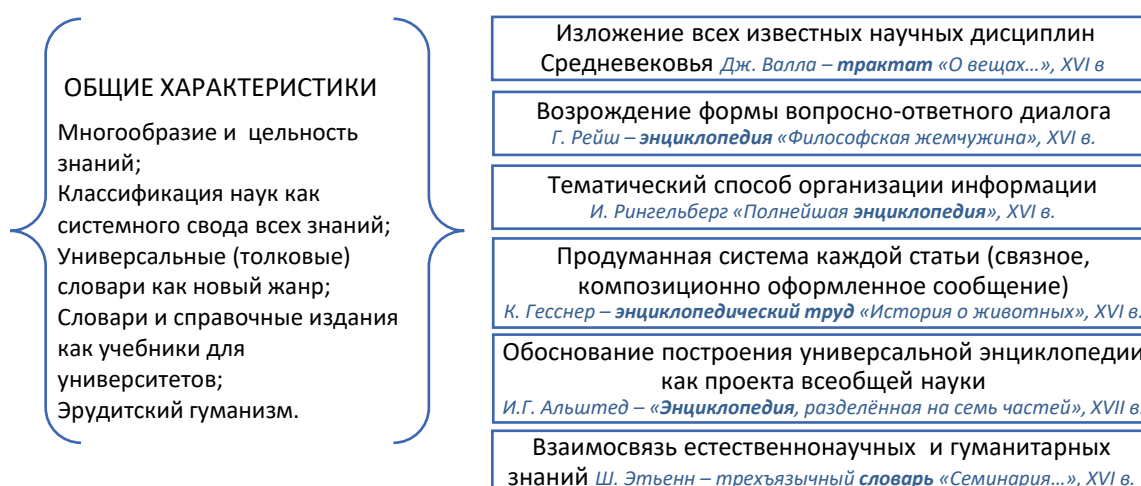 ОБЩИЕ ХАРАКТЕРИСТИКИ
Многообразие и цельность
знаний;
Классификация наук как
системного свода всех знаний;
Универсальные (толковые)
словари как новый жанр;
Словари и справочные издания
как учебники для
университетов;
Эрудитский гуманизм.
Изложение всех известных научных дисциплин
Средневековья Дж. Валла – трактат «О вещах…», XVI в
Возрождение формы вопросно-ответного диалога
Г. Рейш – энциклопедия «Философская жемчужина», XVI в.
Тематический способ организации информации
И. Рингельберг «Полнейшая энциклопедия», XVI в.
Продуманная система каждой статьи (связное,
композиционно оформленное сообщение)
К. Гесснер – энциклопедический труд «История о животных», XVI в.
Обоснование построения универсальной энциклопедии
как проекта всеобщей науки
И.Г. Альштед – «Энциклопедия, разделённая на семь частей», XVII в.
Взаимосвязь естественнонаучных и гуманитарных
знаний Ш. Этьенн – трехъязычный словарь «Семинария…», XVI в.